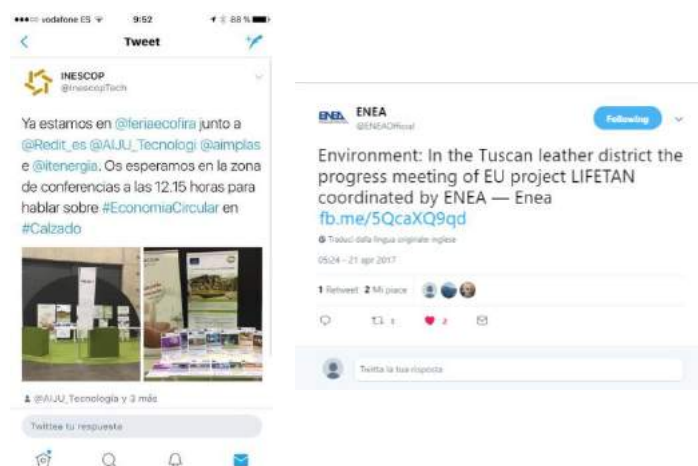 vodafone ES 9:52 88 %
Tweet
INESCOP
@InescopTech
Ya estamos en @feriaecofira junto a
@Redit_es @AIJU_Tecnologi @aimplas
e @itenergia. Os esperamos en la zona
de conferencias a las 12.15 horas para
hablar sobre #EconomiaCircular en
#Calzado
@AIJU_Tecnología y 3 más
Twittea tu respuesta
ENEA
ENEA
@ENEAOfficial
Following
Environment: In the Tuscan leather district the
progress meeting of EU project LIFETAN
coordinated by ENEA — Enea
fb.me/5QcaXQ9qd
Traduci dalla lingua originale inglese
05:24 - 21 apr 2017
1 Retweet 2 Mi piace
1 2
Twitta la tua risposta